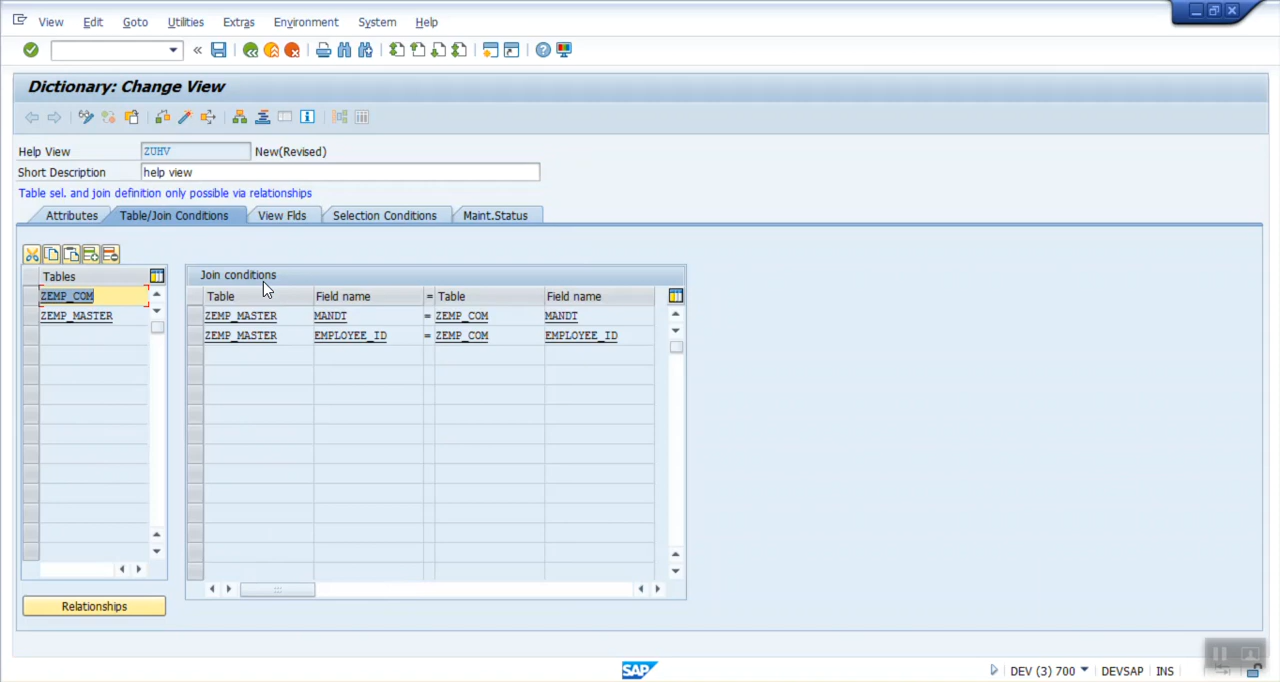 View Edit Goto Utilities Extras Environment System Help
Dictionary: Change View
Help View ZUHV New(Revised)
Short Description help view
Table sel. and join definition only possible via relationships
Attributes Table/Join Conditions View Flds Selection Conditions Maint.Status
Tables
ZEMP_COM
ZEMP_MASTER
Join conditions
Table Field name = Table Field name
ZEMP_MASTER MANDT = ZEMP_COM MANDT
ZEMP_MASTER EMPLOYEE_ID = ZEMP_COM EMPLOYEE_ID
Relationships
SAP DEV (3) 700 DEVSAP INS